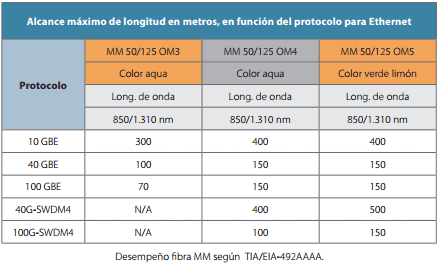 Alcance máximo de longitud en metros, en función del protocolo para Ethernet
Protocolo
MM 50/125 OM3 MM 50/125 OM4 MM 50/125 OM5
Color aqua Color aqua Color verde limón
Long. de onda Long. de onda Long. de onda
850/1.310 nm 850/1.310 nm 850/1.310 nm
10 GBE 300 400 400
40 GBE 100 150 150
100 GBE 70 150 150
40G-SWDM4 N/A 400 500
100G-SWDM4 N/A 100 150
Desempeño fibra MM según TIA/EIA-492AAAA.